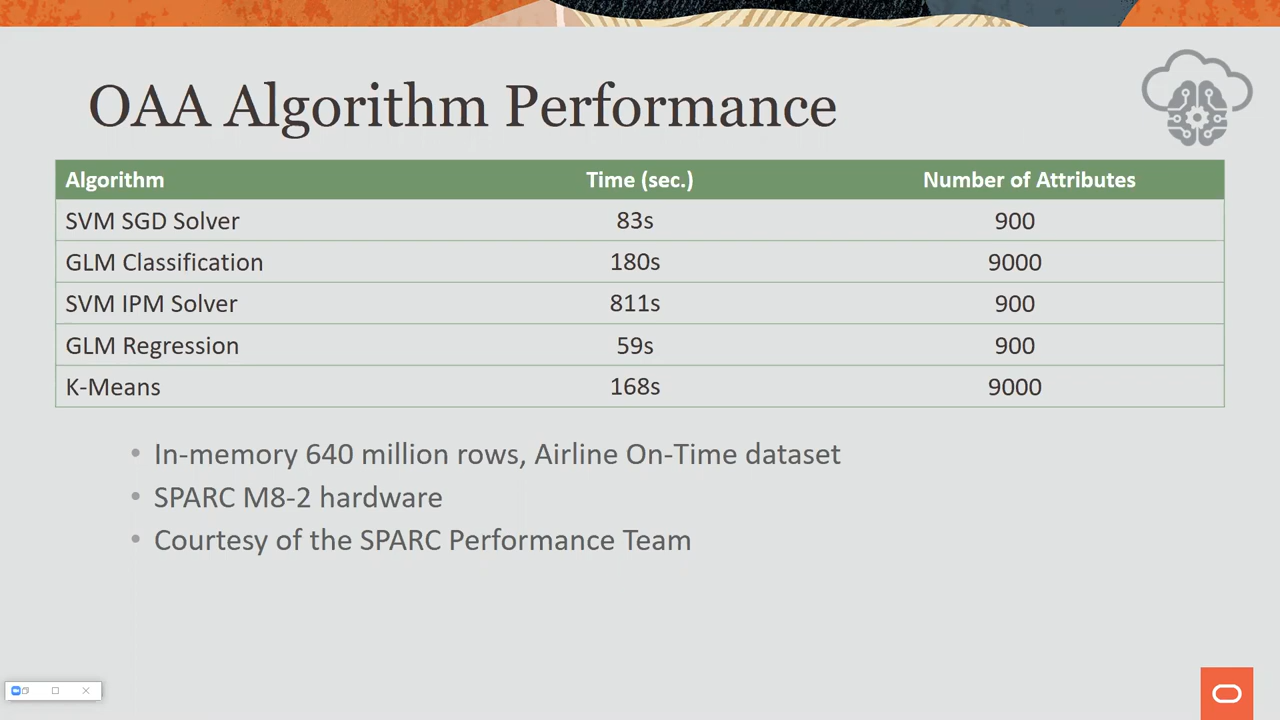 OAA Algorithm Performance
Algorithm Time (sec.) Number of Attributes
SVM SGD Solver 83s 900
GLM Classification 180s 9000
SVM IPM Solver 811s 900
GLM Regression 59s 900
K-Means 168s 9000
• In-memory 640 million rows, Airline On-Time dataset
• SPARC M8-2 hardware
• Courtesy of the SPARC Performance Team